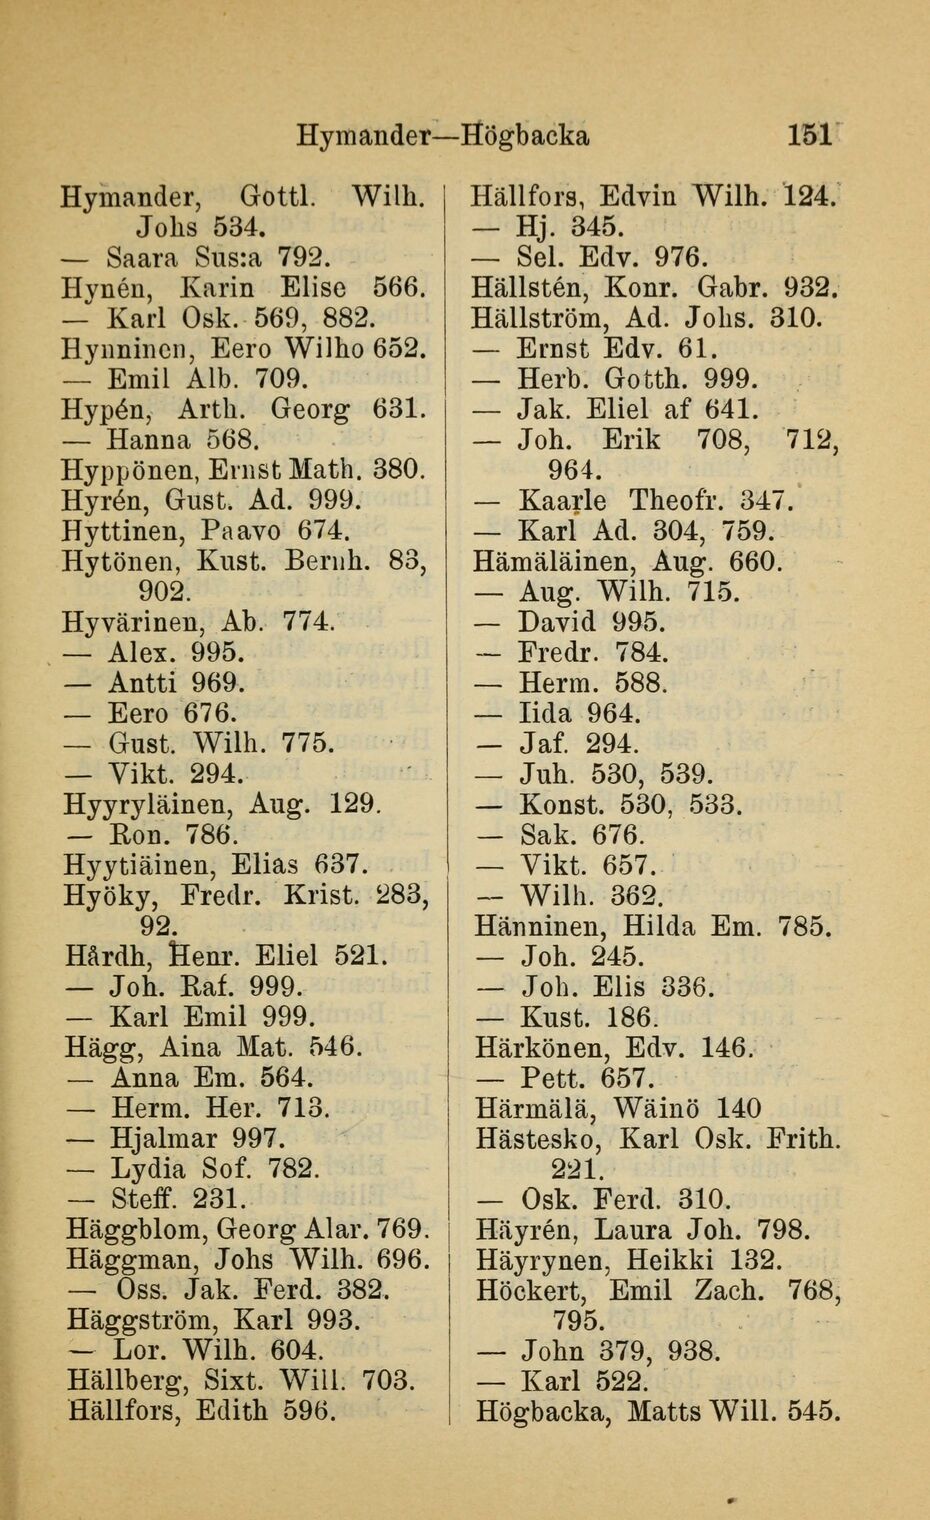 Hymander—Högbacka 151
Hymander, Gottl. Wilh.
Johs 534.
— Saara Sus:a 792.
Hynén, Karin Elise 566.
— Karl Osk. 569, 882.
Hynninen, Eero Wilho 652.
— Emil Alb. 709.
Hypén, Arth. Georg 631.
— Hanna 568.
Hyppönen, Ernst Math. 380.
Hyrén, Gust. Ad. 999.
Hyttinen, Paavo 674.
Hytönen, Kust. Bernh. 83,
902.
Hyvärinen, Ab. 774.
— Alex. 995.
— Antti 969.
— Eero 676.
— Gust. Wilh. 775.
— Vikt. 294.
Hyyryläinen, Aug. 129.
— Ron. 786.
Hyytiäinen, Elias 637.
Hyöky, Fredr. Krist. 283,
92.
Hårdh, Henr. Eliel 521.
— Joh. Raf. 999.
— Karl Emil 999.
Hägg, Aina Mat. 546.
— Anna Em. 564.
— Herm. Her. 713.
— Hjalmar 997.
— Lydia Sof. 782.
— Steff. 231.
Häggblom, Georg Alar. 769.
Häggman, Johs Wilh. 696.
— Oss. Jak. Ferd. 382.
Häggström, Karl 993.
— Lor. Wilh. 604.
Hällberg, Sixt. Will. 703.
Hällfors, Edith 596.
Hällfors, Edvin Wilh. 124.
— Hj. 345.
— Sel. Edv. 976.
Hällstén, Konr. Gabr. 932.
Hällström, Ad. Johs. 310.
— Ernst Edv. 61.
— Herb. Gotth. 999.
— Jak. Eliel af 641.
— Joh. Erik 708, 712,
964.
— Kaarle Theofr. 347.
— Karl Ad. 304, 759.
Hämäläinen, Aug. 660.
— Aug. Wilh. 715.
— David 995.
— Fredr. 784.
— Herm. 588.
— Iida 964.
— Jaf. 294.
— Juh. 530, 539.
— Konst. 530, 533.
— Sak. 676.
— Vikt. 657.
— Wilh. 362.
Hänninen, Hilda Em. 785.
— Joh. 245.
— Joh. Elis 336.
— Kust. 186.
Härkönen, Edv. 146.
— Pett. 657.
Härmälä, Wäinö 140
Hästesko, Karl Osk. Frith.
221.
— Osk. Ferd. 310.
Häyrén, Laura Joh. 798.
Häyrynen, Heikki 132.
Höckert, Emil Zach. 768,
795.
— John 379, 938.
— Karl 522.
Högbacka, Matts Will. 545.